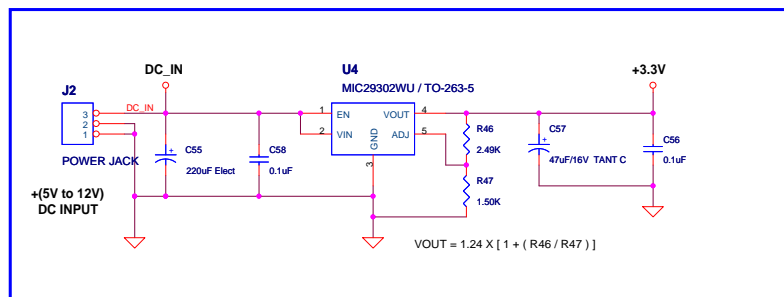 DC_IN
U4
MIC29302WU / TO-263-5
+3.3V
J2
3
2
1
DC_IN
POWER JACK
+(5V to 12V)
DC INPUT
C55
220uF Elect
C58
0.1uF
1
2
EN
VIN
GND
3
VOUT
ADJ
4
5
R46
2.49K
R47
1.50K
C57
47uF/16V TANT C
C56
0.1uF
VOUT = 1.24 X [ 1 + ( R46 / R47 ) ]